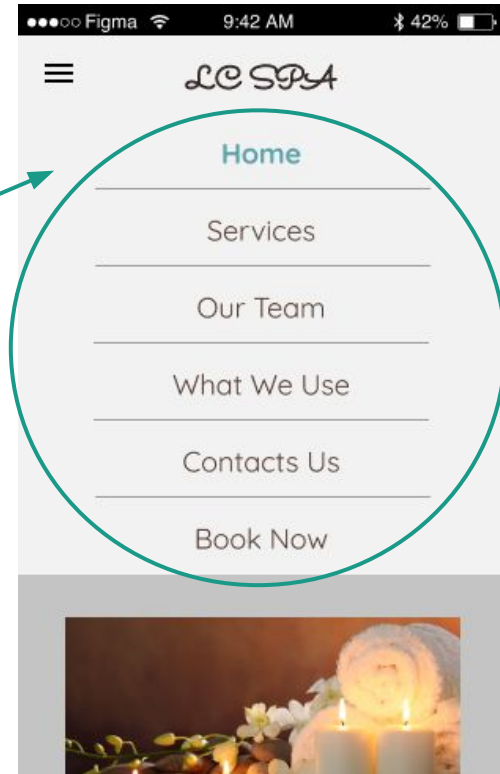 Figma 9:42 AM 42%
LC SPA
Home
Services
Our Team
What We Use
Contacts Us
Book Now